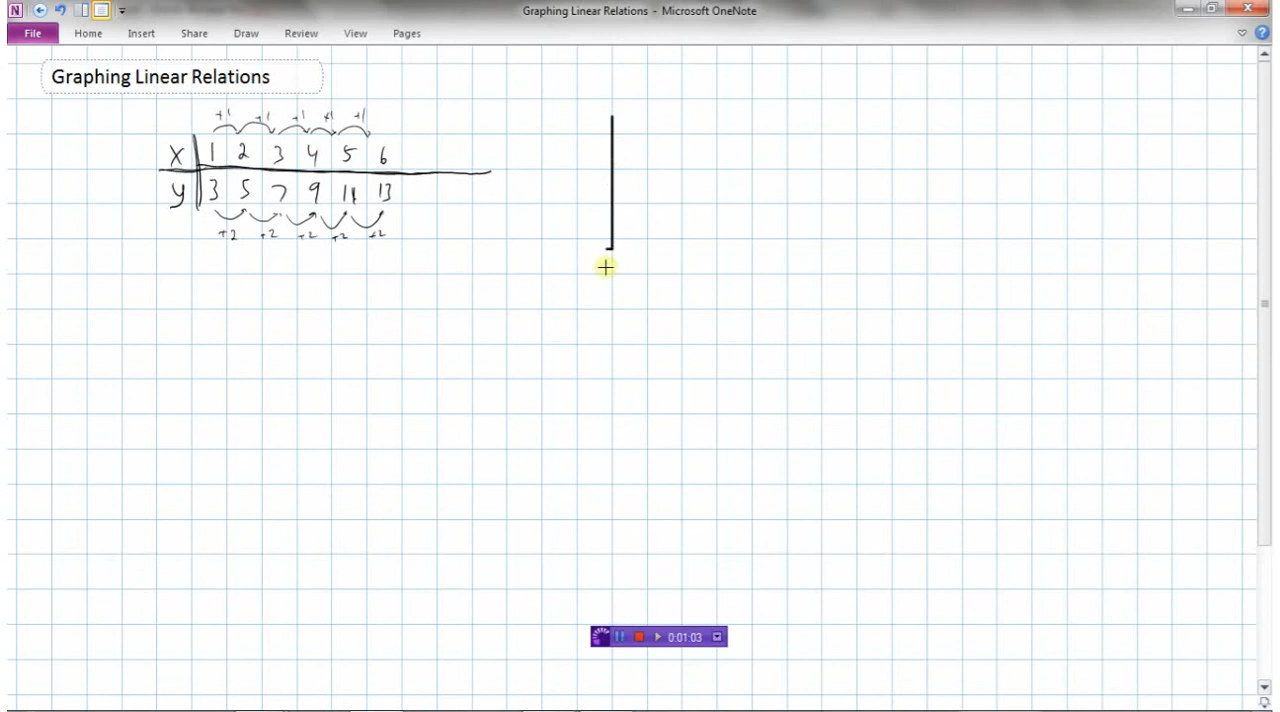 Graphing Linear Relations - Microsoft OneNote
File Home Insert Share Draw Review View Pages
Graphing Linear Relations
+1 +1 +1 +1 +1
X 1 2 3 4 5 6
y 3 5 7 9 11 13
+2 +2 +2 +2 +2
0:01:03